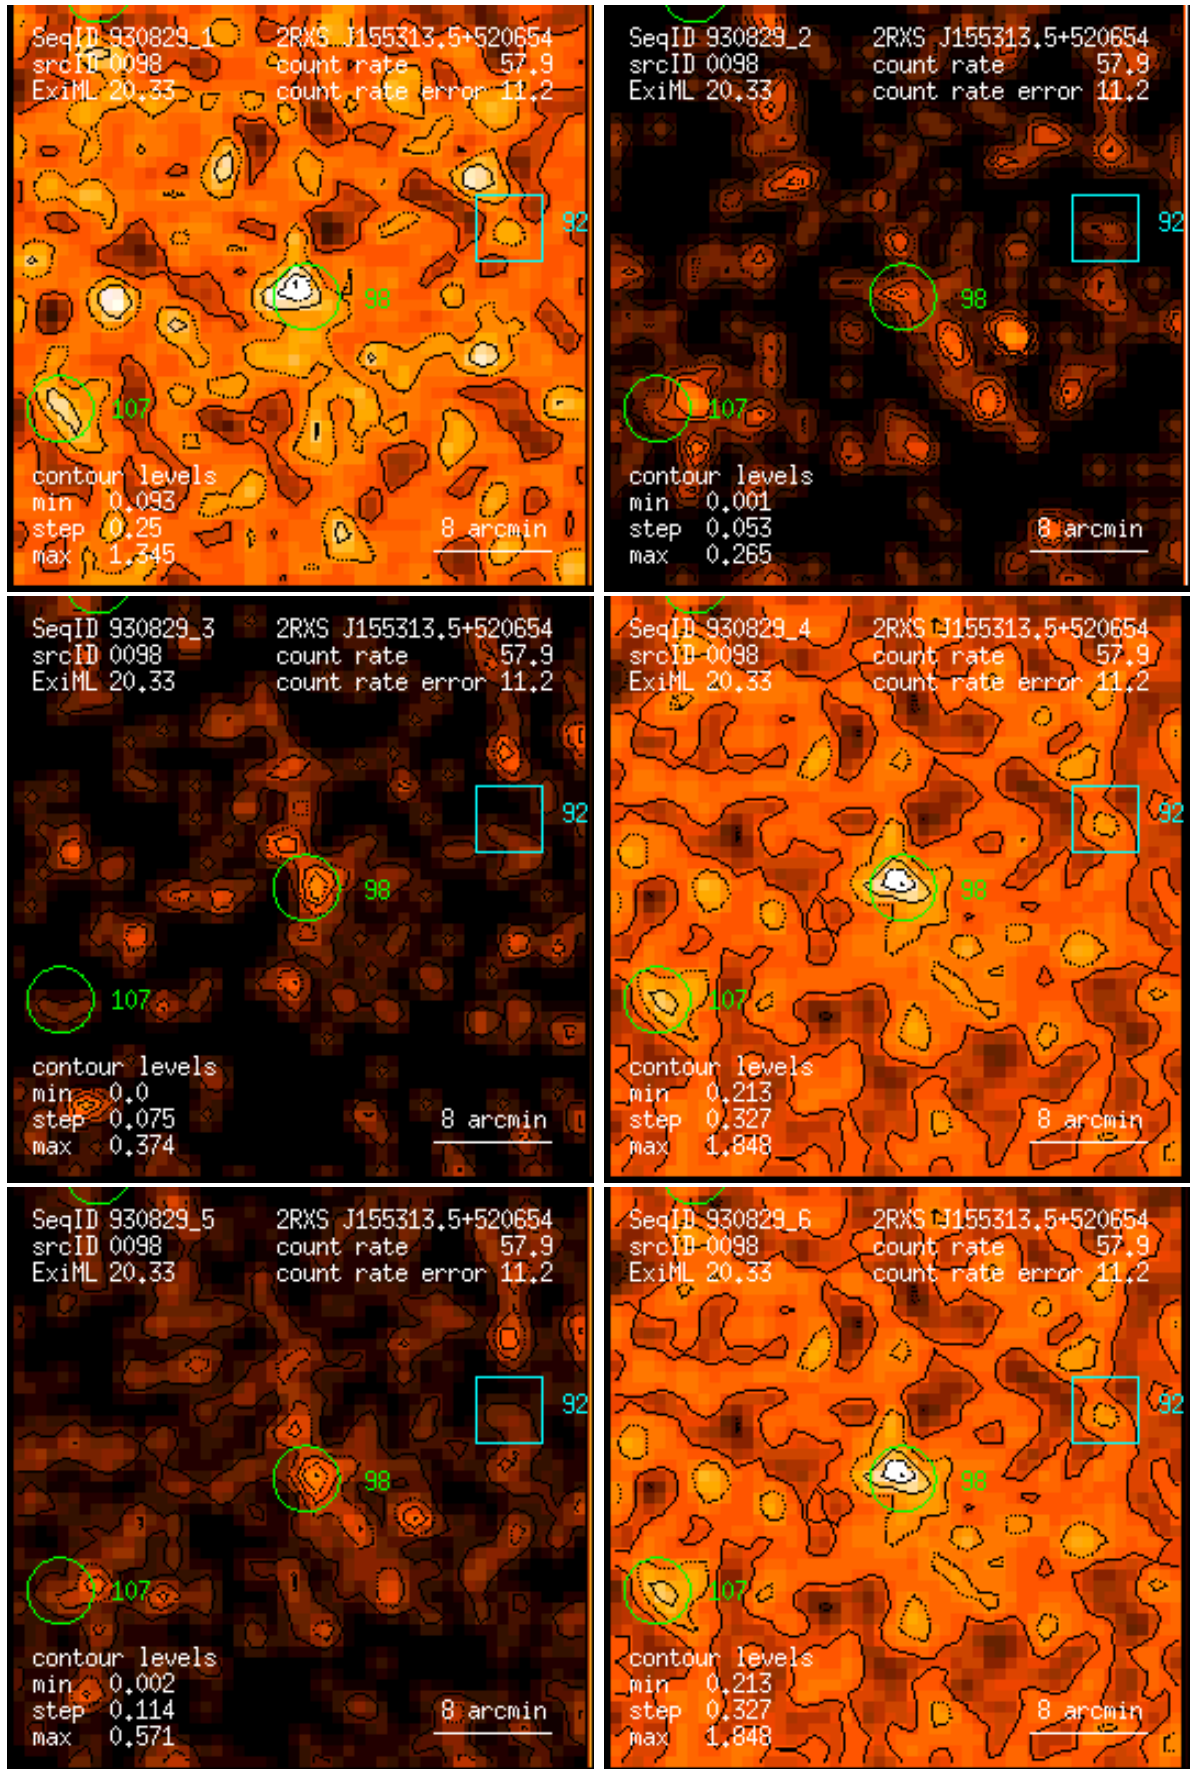 SeqID 930829_1 2RXS J155313.5+520654
srcID 0098 count rate 57.9
ExiML 20.33 count rate error 11.2
92
98
107
contour levels
min 0.093
step 0.25 8 arcmin
max 1.345
SeqID 930829_2 2RXS J155313.5+520654
srcID 0098 count rate 57.9
ExiML 20.33 count rate error 11.2
92
98
107
contour levels
min 0.001
step 0.053 8 arcmin
max 0.265
SeqID 930829_3 2RXS J155313.5+520654
srcID 0098 count rate 57.9
ExiML 20.33 count rate error 11.2
92
98
107
contour levels
min 0.0
step 0.075 8 arcmin
max 0.374
SeqID 930829_4 2RXS J155313.5+520654
srcID 0098 count rate 57.9
ExiML 20.33 count rate error 11.2
92
98
107
contour levels
min 0.213
step 0.327 8 arcmin
max 1.848
SeqID 930829_5 2RXS J155313.5+520654
srcID 0098 count rate 57.9
ExiML 20.33 count rate error 11.2
92
98
107
contour levels
min 0.002
step 0.114 8 arcmin
max 0.571
SeqID 930829_6 2RXS J155313.5+520654
srcID 0098 count rate 57.9
ExiML 20.33 count rate error 11.2
92
98
107
contour levels
min 0.213
step 0.327 8 arcmin
max 1.848